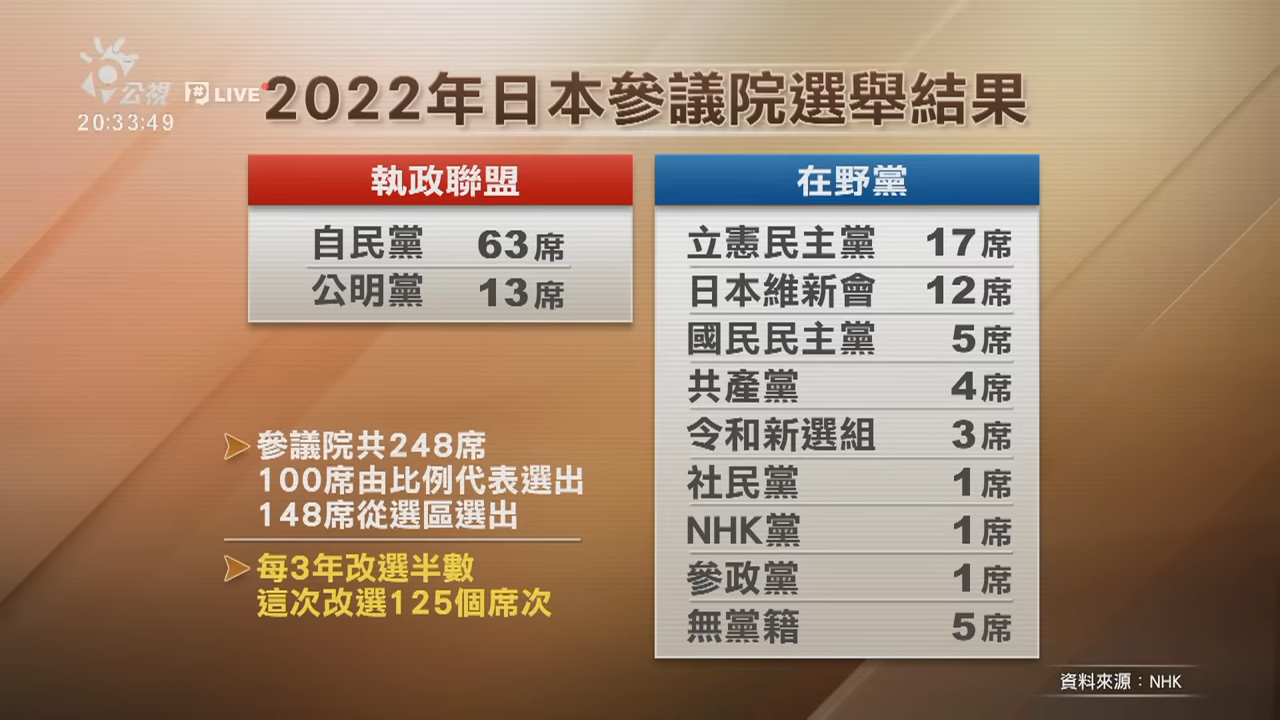 公視
LIVE
20:33:49
2022年日本參議院選舉結果
執政聯盟
自民黨 63席
公明黨 13席
在野黨
立憲民主黨 17席
日本維新會 12席
國民民主黨 5席
共產黨 4席
令和新選組 3席
社民黨 1席
NHK黨 1席
參政黨 1席
無黨籍 5席
參議院共248席
100席由比例代表選出
148席從選區選出
每3年改選半數
這次改選125個席次
資料來源：NHK